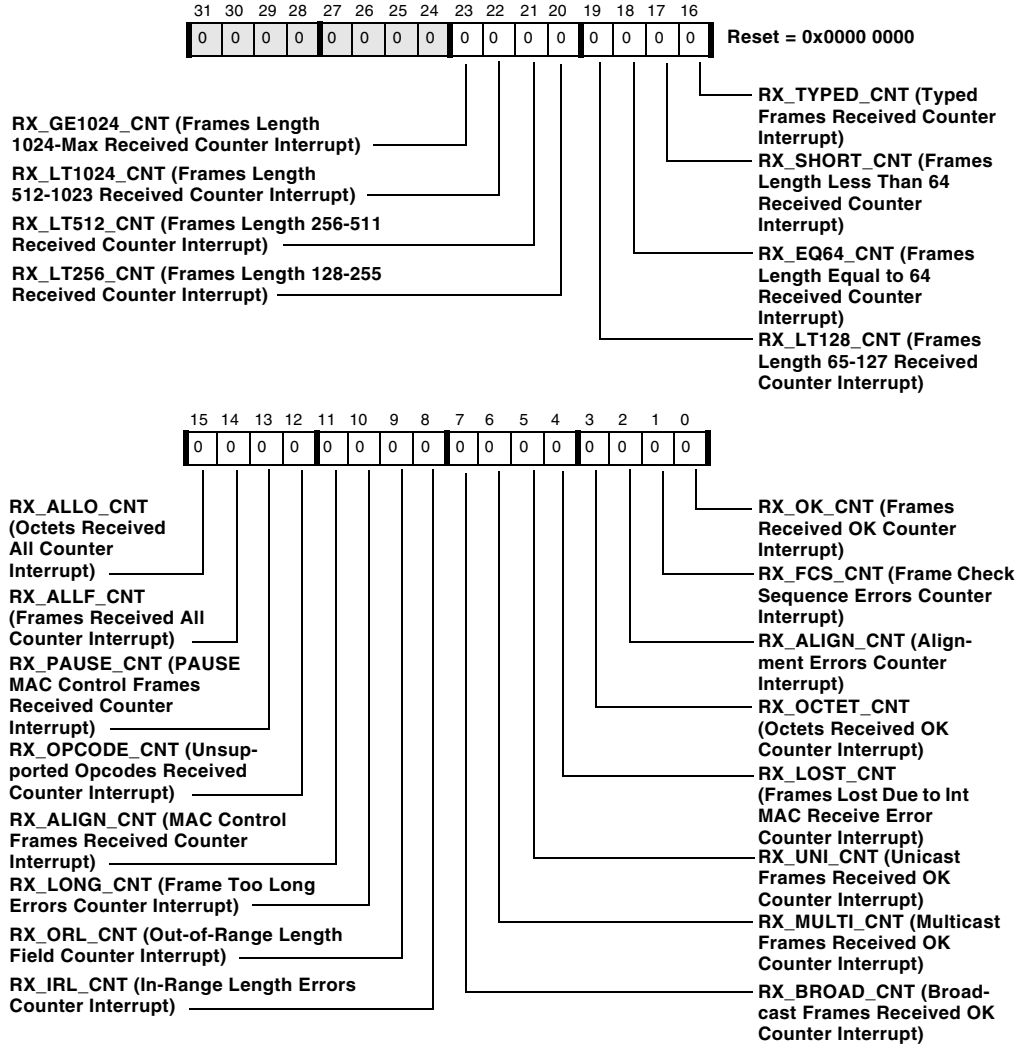 31 30 29 28 27 26 25 24 23 22 21 20 19 18 17 16
0 0 0 0 0 0 0 0 0 0 0 0 0 0 0 0
Reset = 0x0000 0000
RX_GE1024_CNT (Frames Length
1024-Max Received Counter Interrupt)
RX_LT1024_CNT (Frames Length
512-1023 Received Counter Interrupt)
RX_LT512_CNT (Frames Length 256-511
Received Counter Interrupt)
RX_LT256_CNT (Frames Length 128-255
Received Counter Interrupt)
RX_TYPED_CNT (Typed
Frames Received Counter
Interrupt)
RX_SHORT_CNT (Frames
Length Less Than 64
Received Counter
Interrupt)
RX_EQ64_CNT (Frames
Length Equal to 64
Received Counter
Interrupt)
RX_LT128_CNT (Frames
Length 65-127 Received
Counter Interrupt)
15 14 13 12 11 10 9 8 7 6 5 4 3 2 1 0
0 0 0 0 0 0 0 0 0 0 0 0 0 0 0 0
RX_ALLO_CNT
(Octets Received
All Counter
Interrupt)
RX_ALLF_CNT
(Frames Received All
Counter Interrupt)
RX_PAUSE_CNT (PAUSE
MAC Control Frames
Received Counter
Interrupt)
RX_OPCODE_CNT (Unsup-
ported Opcodes Received
Counter Interrupt)
RX_ALIGN_CNT (MAC Control
Frames Received Counter
Interrupt)
RX_LONG_CNT (Frame Too Long
Errors Counter Interrupt)
RX_ORL_CNT (Out-of-Range Length
Field Counter Interrupt)
RX_IRL_CNT (In-Range Length Errors
Counter Interrupt)
RX_OK_CNT (Frames
Received OK Counter
Interrupt)
RX_FCS_CNT (Frame Check
Sequence Errors Counter
Interrupt)
RX_ALIGN_CNT (Align-
ment Errors Counter
Interrupt)
RX_OCTET_CNT
(Octets Received OK
Counter Interrupt)
RX_LOST_CNT
(Frames Lost Due to Int
MAC Receive Error
Counter Interrupt)
RX_UNI_CNT (Unicast
Frames Received OK
Counter Interrupt)
RX_MULTI_CNT (Multicast
Frames Received OK
Counter Interrupt)
RX_BROAD_CNT (Broad-
cast Frames Received OK
Counter Interrupt)